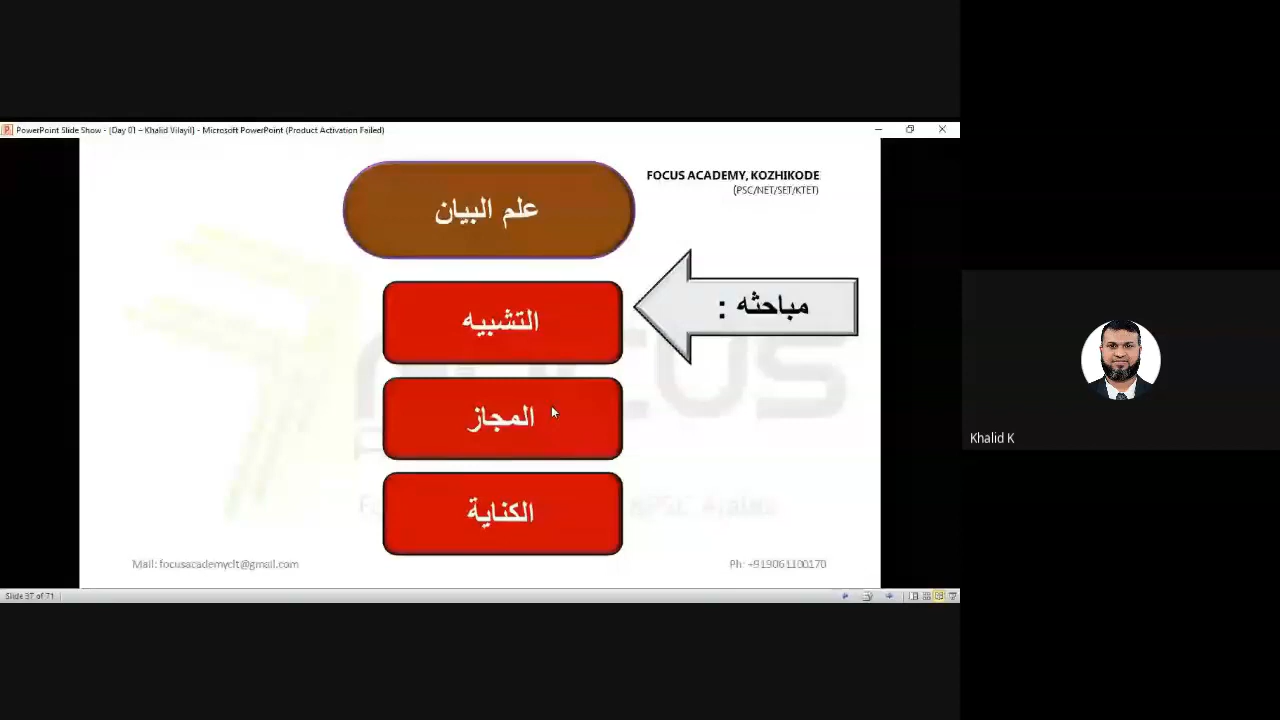 PowerPoint Slide Show - [Day 01 – Khalid Vilayil] - Microsoft PowerPoint (Product Activation Failed)
FOCUS ACADEMY, KOZHIKODE
(PSC/NET/SET/KTET)
علم البيان
مباحثه :
التشبيه
المجاز
الكناية
Mail: focusacademyclt@gmail.com
Ph: +919061100170
Slide 37 of 71
Khalid K